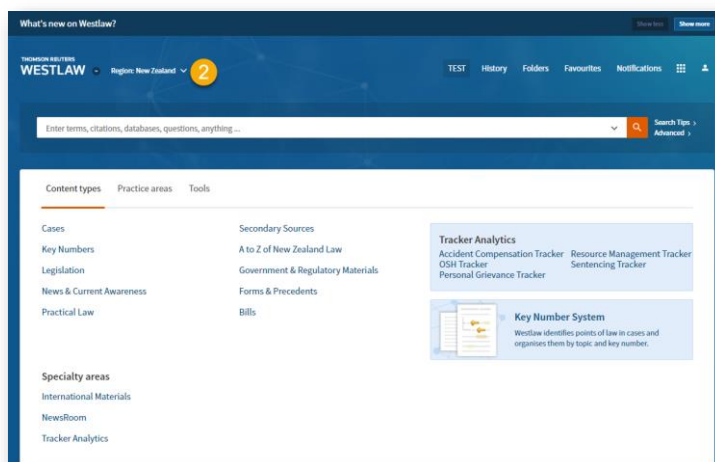 What's new on Westlaw?
Show less
Show more
THOMSON REUTERS
WESTLAW
Region: New Zealand
2
TEST
History
Folders
Favourites
Notifications
Enter terms, citations, databases, questions, anything ...
Search Tips
Advanced
Content types
Practice areas
Tools
Cases
Key Numbers
Legislation
News & Current Awareness
Practical Law
Secondary Sources
A to Z of New Zealand Law
Government & Regulatory Materials
Forms & Precedents
Bills
Tracker Analytics
Accident Compensation Tracker
OSH Tracker
Personal Grievance Tracker
Resource Management Tracker
Sentencing Tracker
Key Number System
Westlaw identifies points of law in cases and
organises them by topic and key number.
Specialty areas
International Materials
NewsRoom
Tracker Analytics